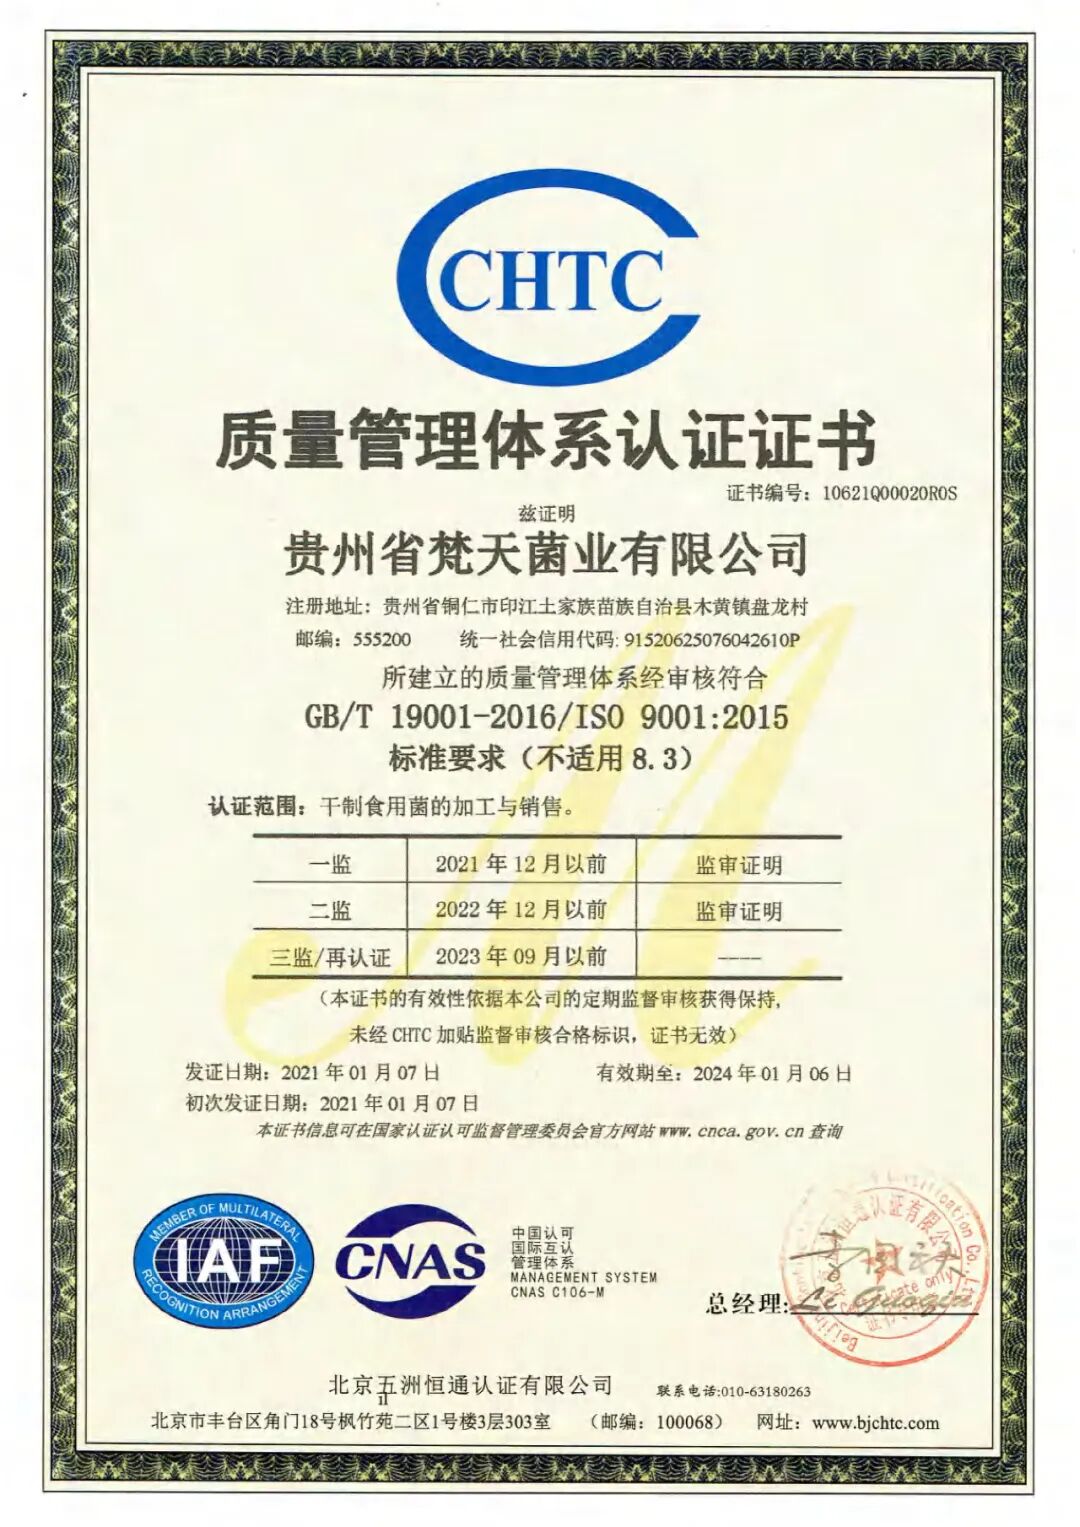 CHTC
质量管理体系认证证书
证书编号：10621Q00020R0S
兹证明
贵州省梵天菌业有限公司
注册地址：贵州省铜仁市印江土家族苗族自治县木黄镇盘龙村
邮编：555200 统一社会信用代码：91520625076042610P
所建立的质量管理体系经审核符合
GB/T 19001-2016/ISO 9001:2015
标准要求（不适用8.3）
认证范围：干制食用菌的加工与销售。
一监 2021年12月以前 监审证明
二监 2022年12月以前 监审证明
三监/再认证 2023年09月以前 ----
（本证书的有效性依据本公司的定期监督审核获得保持,
未经CHTC加贴监督审核合格标识，证书无效）
发证日期：2021年01月07日 有效期至：2024年01月06日
初次发证日期：2021年01月07日
本证书信息可在国家认证认可监督管理委员会官方网站www.cnca.gov.cn查询
MEMBER OF MULTILATERAL
IAF
RECOGNITION ARRANGEMENT
CNAS
中国认可
国际互认
管理体系
MANAGEMENT SYSTEM
CNAS C106-M
总经理:
Li Guoqin
北京五洲恒通认证有限公司 联系电话:010-63180263
北京市丰台区角门18号枫竹苑二区1号楼3层303室 （邮编：100068） 网址：www.bjchtc.com